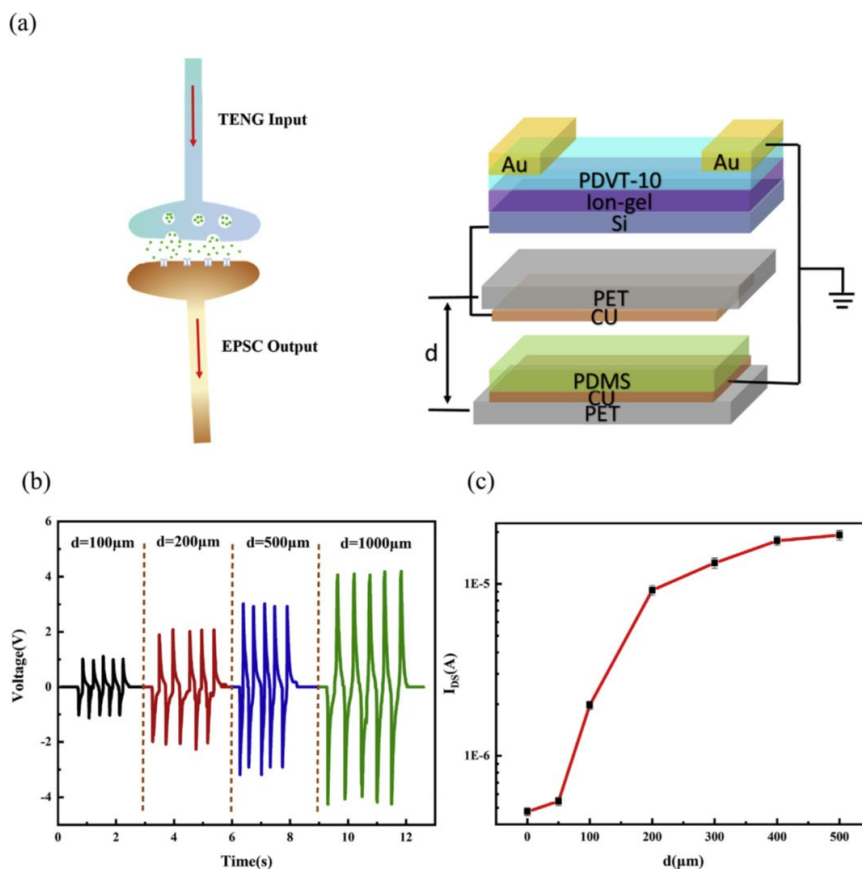 (a)
TENG Input
EPSC Output
Au
Au
PDVT-10
Ion-gel
Si
PET
CU
d
PDMS
CU
PET
(b)
d=100μm
d=200μm
d=500μm
d=1000μm
Voltage(V)
6
4
2
0
-2
-4
0 2 4 6 8 10 12
Time(s)
(c)
I_DS(A)
1E-5
1E-6
0 100 200 300 400 500
d(μm)